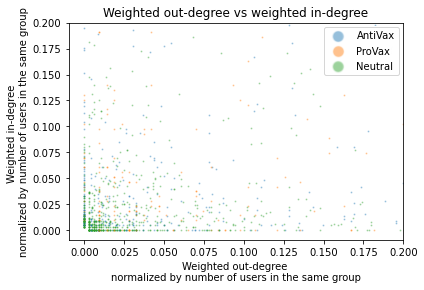 Weighted out-degree vs weighted in-degree
AntiVax
ProVax
Neutral
Weighted in-degree
normalized by number of users in the same group
0.200
0.175
0.150
0.125
0.100
0.075
0.050
0.025
0.000
0.000 0.025 0.050 0.075 0.100 0.125 0.150 0.175 0.200
Weighted out-degree
normalized by number of users in the same group